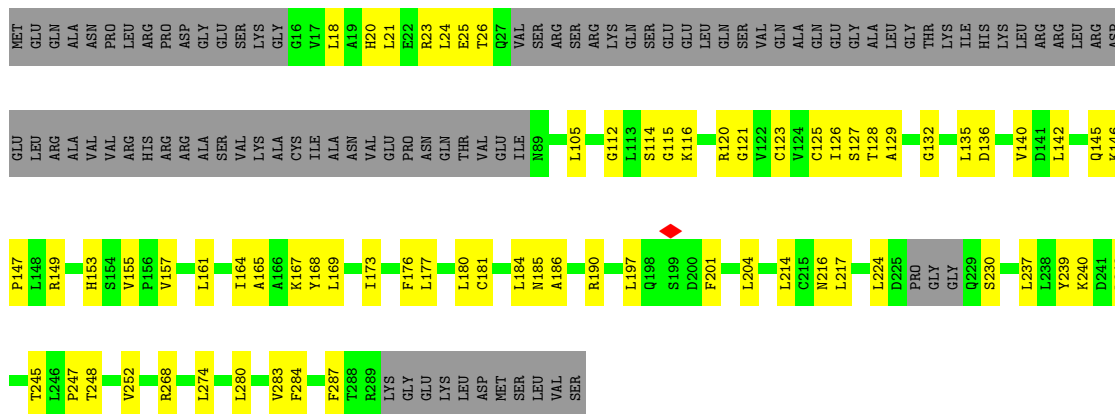 MET GLU GLN ALA ASN PRO LEU ARG PRO ASP GLY GLU SER LYS GLY G16 V17 L18 A19 H20 L21 E22 R23 L24 E25 T26 Q27 VAL SER ARG SER ARG LYS GLN SER GLU GLU LEU GLN SER VAL GLN ALA GLN GLU GLY ALA LEU GLY THR LYS ILE HIS LYS LEU ARG ARG LEU ARG ASP
GLU LEU ARG ALA VAL VAL ARG HIS ARG ARG ALA SER VAL LYS ALA CYS ILE ALA ASN VAL GLU PRO ASN GLN THR VAL GLU ILE N89 L105 G112 L113 S114 G115 K116 R120 G121 V122 C123 V124 C125 I126 S127 T128 A129 G132 L135 D136 V140 D141 L142 Q145 K146
P147 L148 R149 H153 S154 V155 P156 V157 L161 I164 A165 A166 K167 Y168 L169 I173 F176 L177 L180 C181 L184 N185 A186 R190 L197 Q198 S199 D200 F201 L204 L214 C215 N216 L217 L224 D225 PRO GLY GLY Q229 S230 L237 L238 Y239 K240 D241
T245 L246 P247 T248 V252 R268 L274 L280 V283 F284 F287 T288 R289 LYS GLY GLU LYS LEU ASP MET SER LEU VAL SER